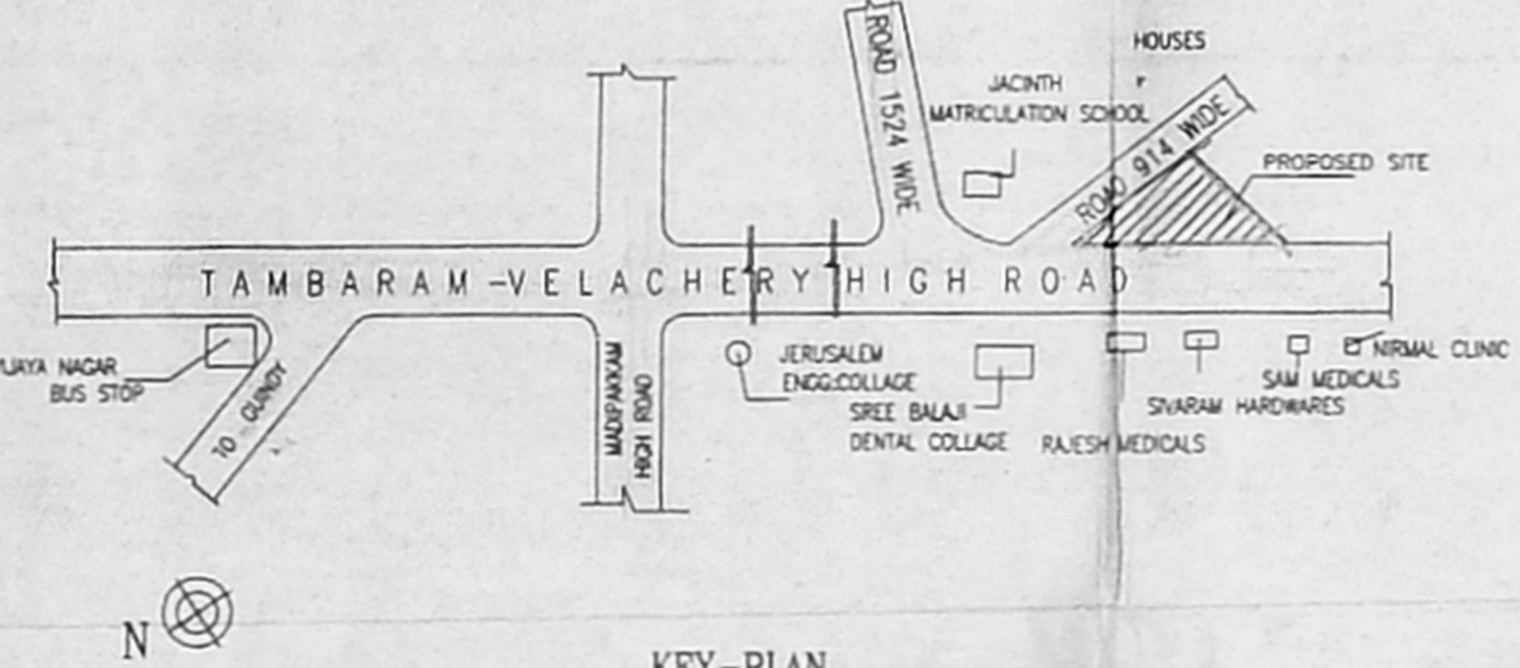 HOUSES
JACINTH
MATRICULATION SCHOOL
ROAD 1524 WIDE
ROAD 914 WIDE
PROPOSED SITE
TAMBARAM-VELACHERY HIGH ROAD
VIJAYA NAGAR
BUS STOP
TO GUINDY
MADIPAKKAM
HIGH ROAD
JERUSALEM
ENGG:COLLAGE
SREE BALAJI
DENTAL COLLAGE
RAJESH MEDICALS
SIVARAM HARDWARES
SAM MEDICALS
NIRMAL CLINIC
N
KEY-PLAN